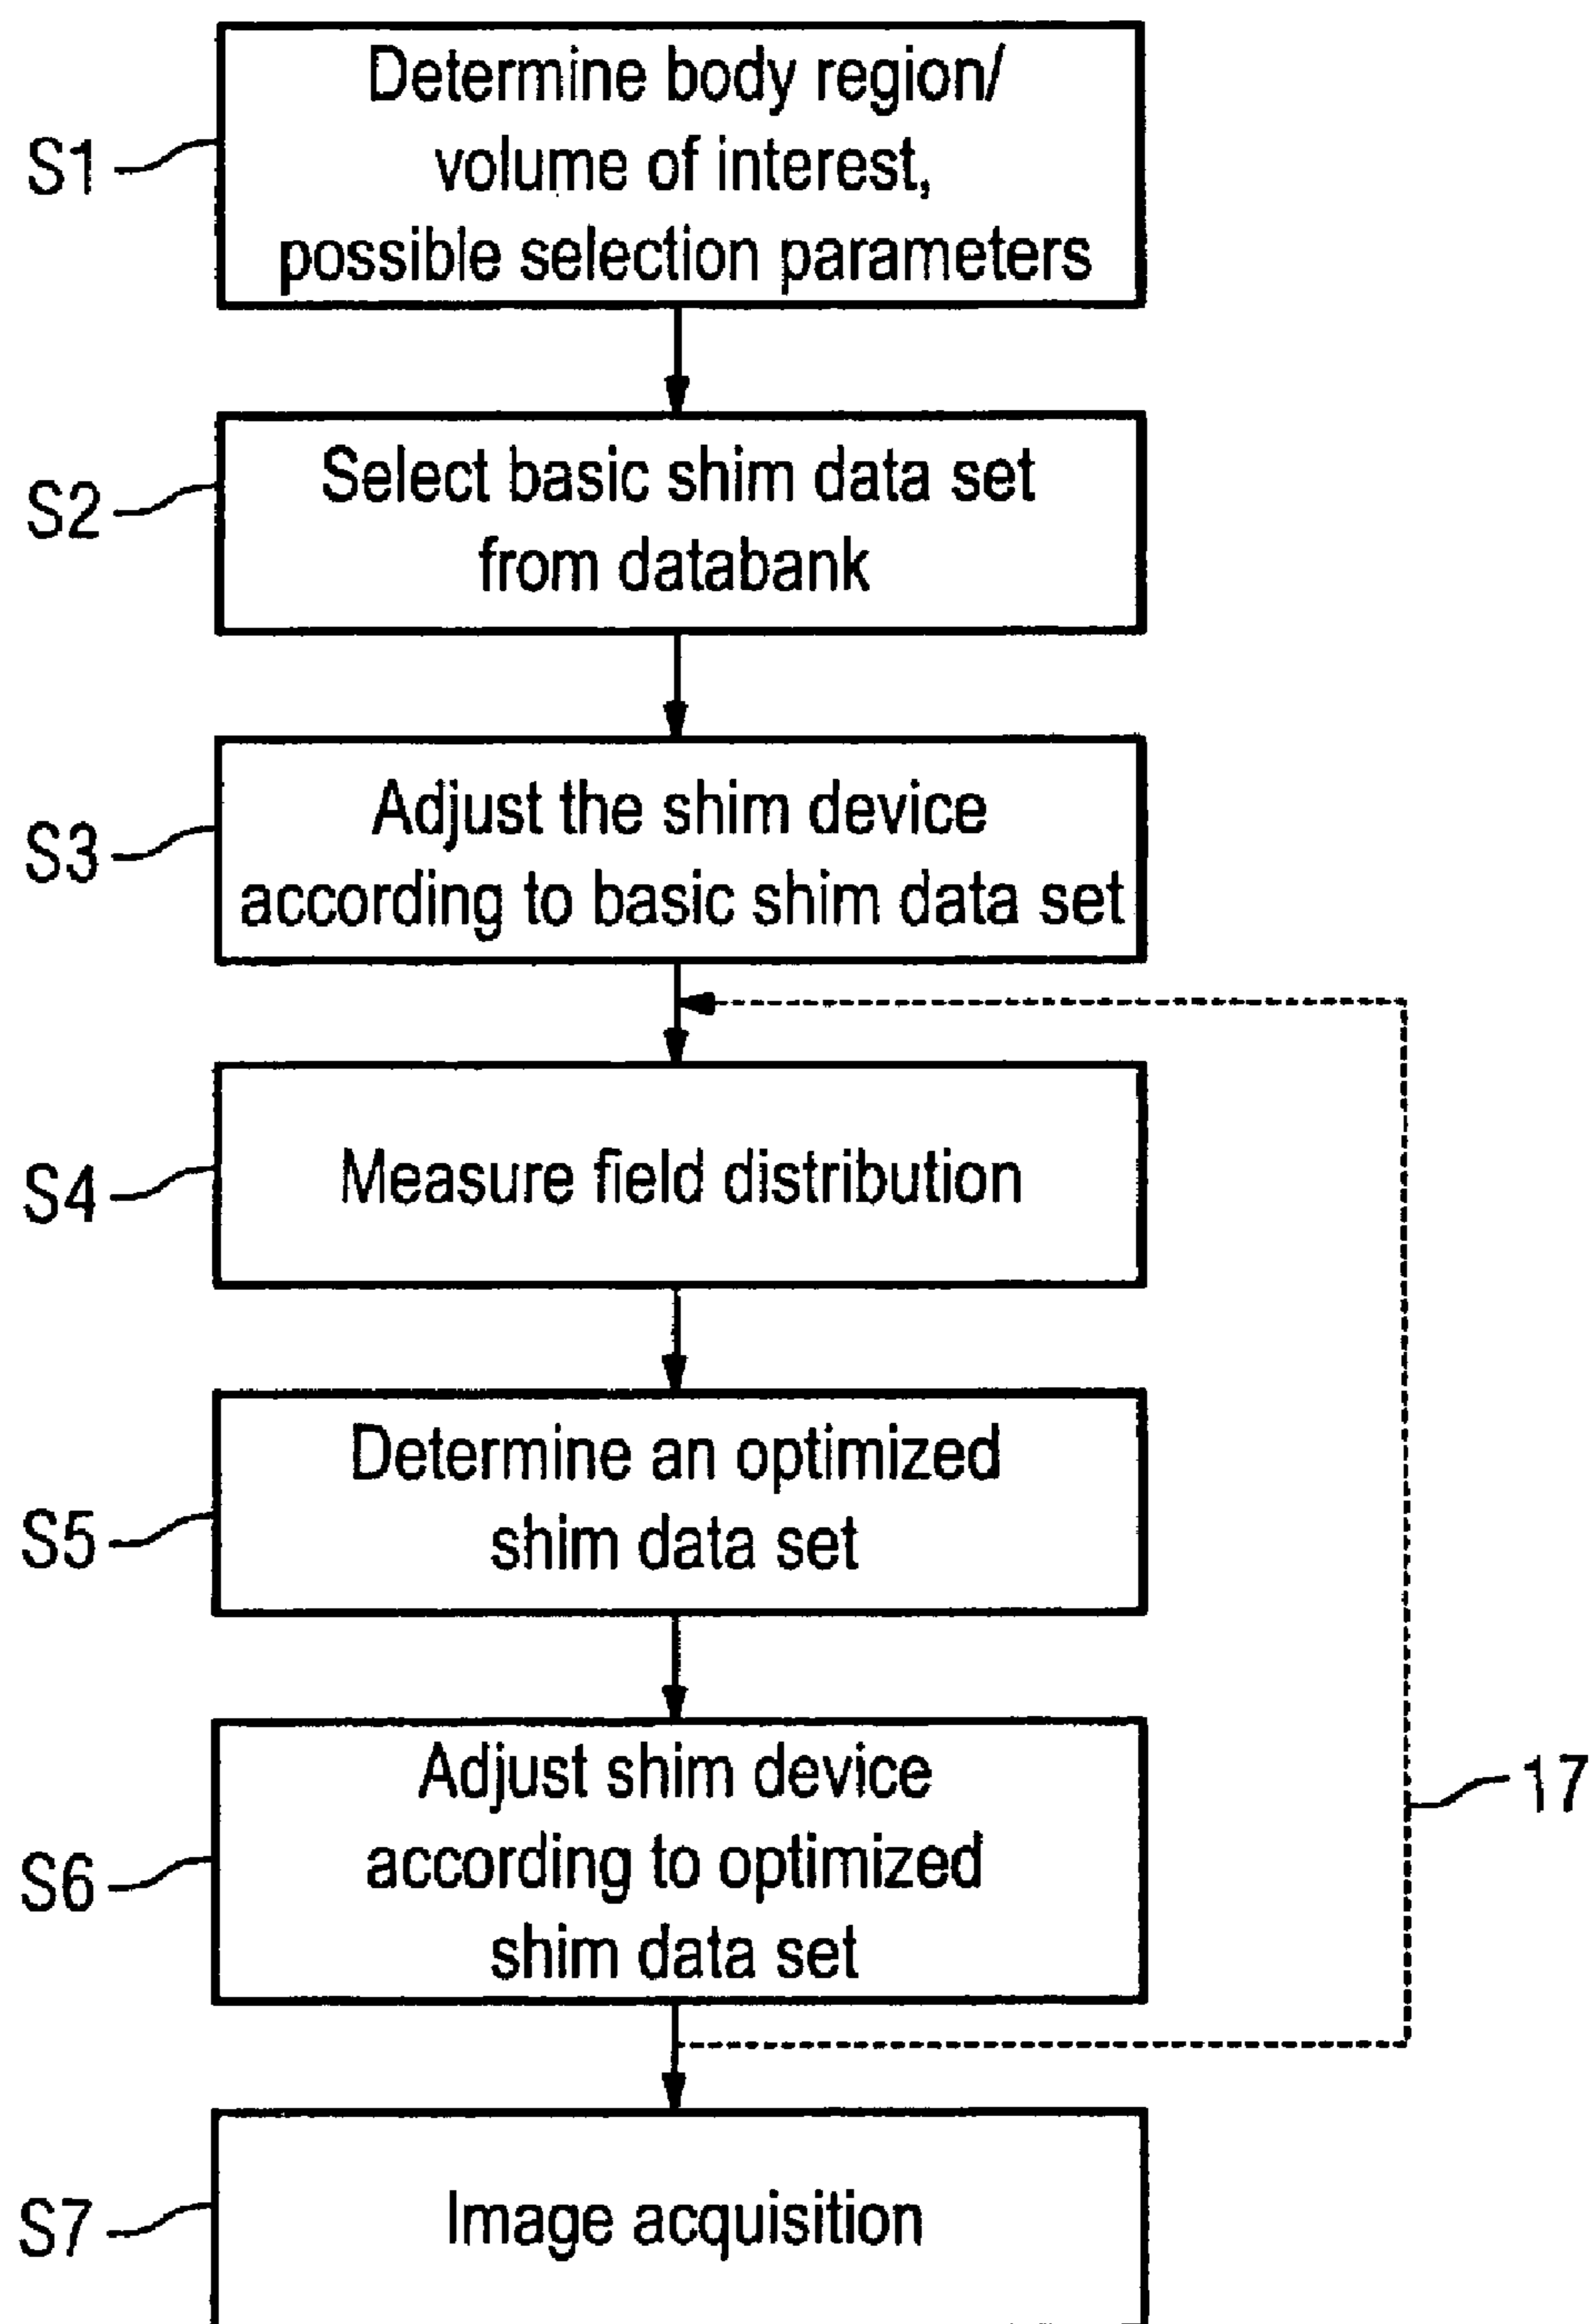 S1
Determine body region/
volume of interest,
possible selection parameters
S2
Select basic shim data set
from databank
S3
Adjust the shim device
according to basic shim data set
S4
Measure field distribution
S5
Determine an optimized
shim data set
S6
Adjust shim device
according to optimized
shim data set
17
S7
Image acquisition